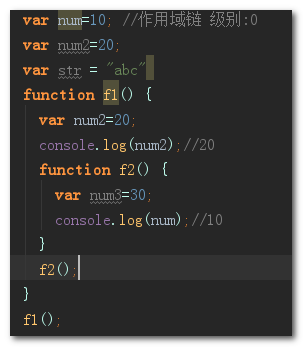 var num=10; //作用域链 级别:0
var num2=20;
var str = "abc"
function f1() {
var num2=20;
console.log(num2);//20
function f2() {
var num3=30;
console.log(num);//10
}
f2();
}
f1();